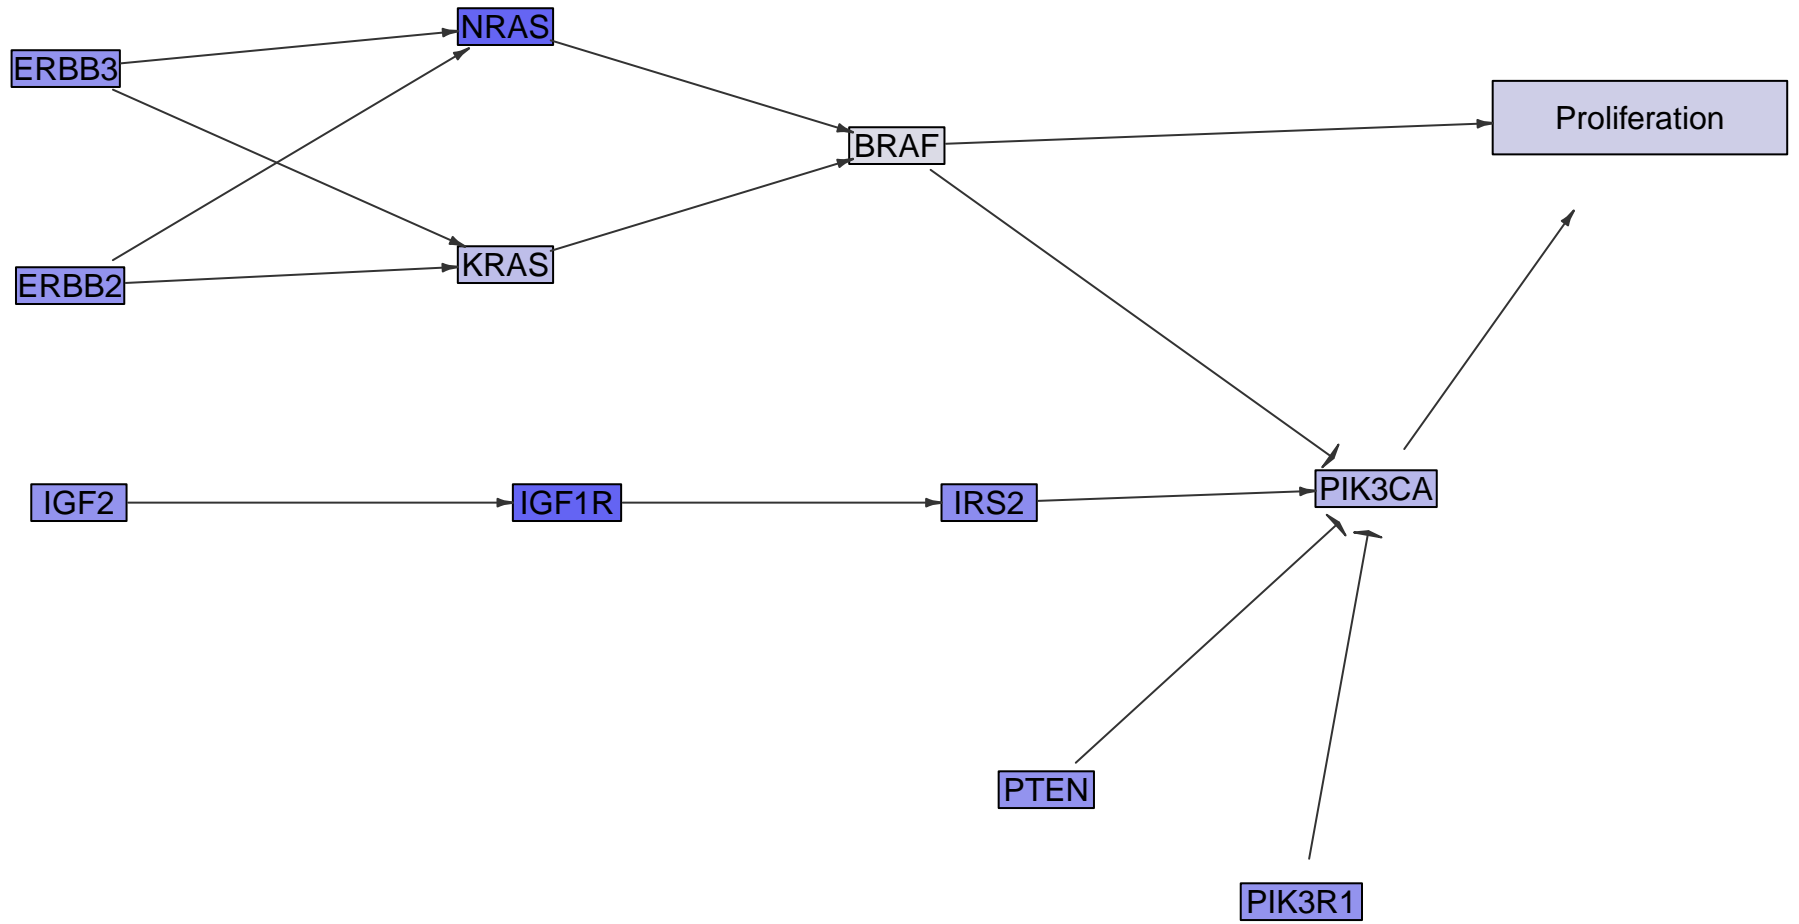 NRAS
ERBB3
Proliferation
BRAF
KRAS
ERBB2
PIK3CA
IGF2
IGF1R
IRS2
PTEN
PIK3R1